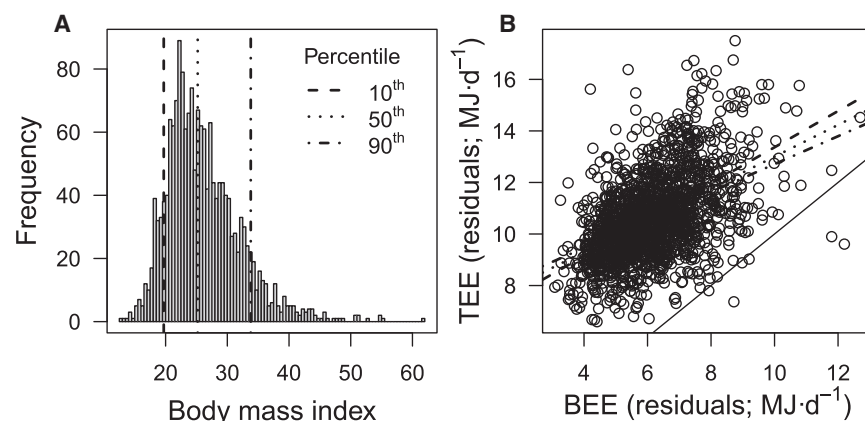 A
Percentile
10th
50th
90th
80
60
40
20
0
Frequency
20 30 40 50 60
Body mass index
B
16
14
12
10
8
TEE (residuals; MJ·d−1)
4 6 8 10 12
BEE (residuals; MJ·d−1)